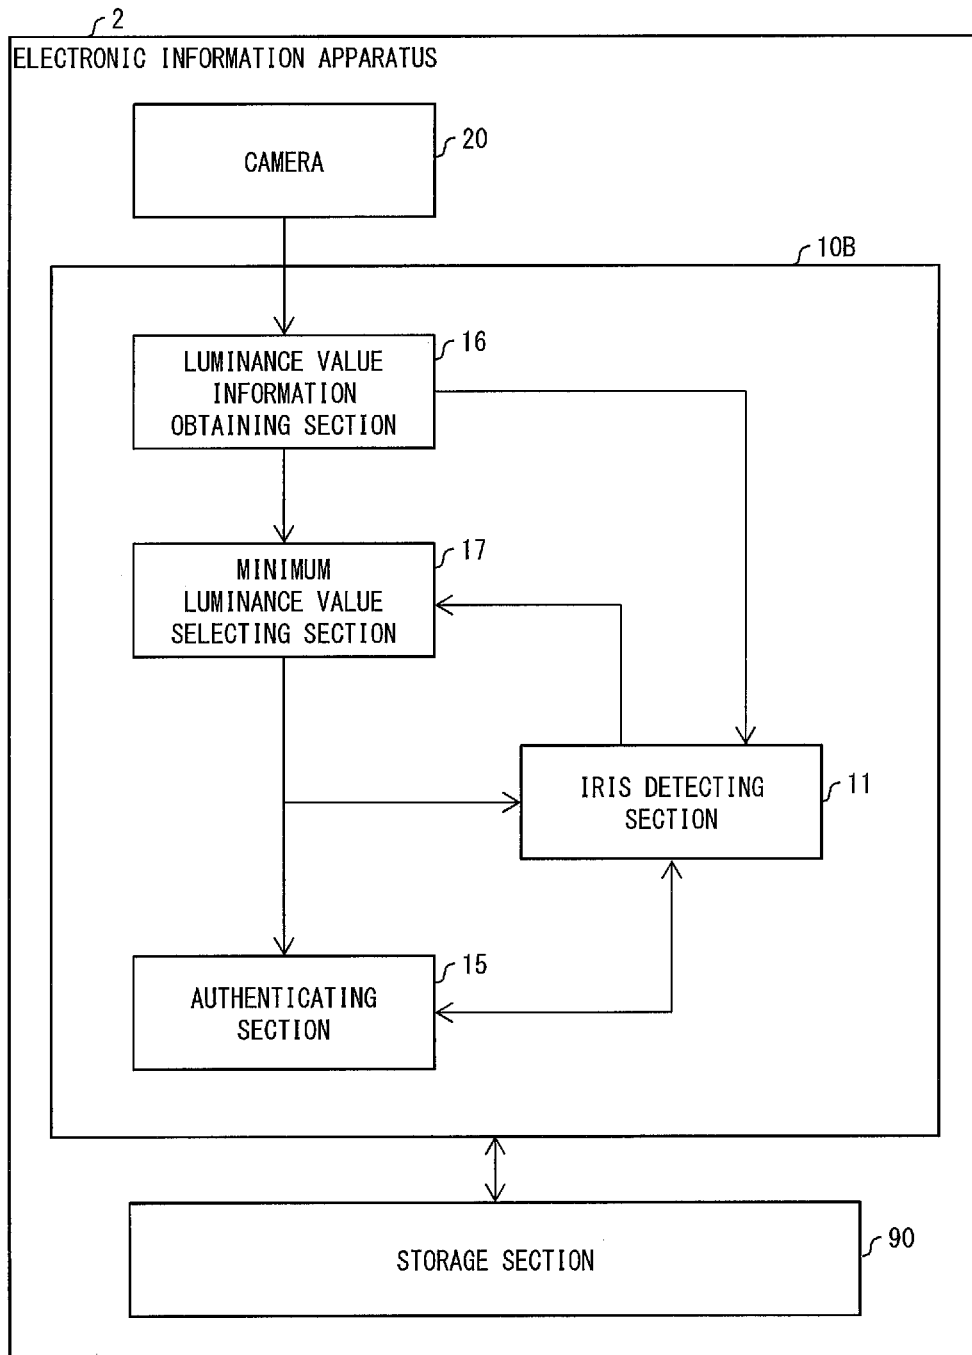 2
ELECTRONIC INFORMATION APPARATUS
CAMERA
20
10B
LUMINANCE VALUE
INFORMATION
OBTAINING SECTION
16
MINIMUM
LUMINANCE VALUE
SELECTING SECTION
17
IRIS DETECTING
SECTION
11
AUTHENTICATING
SECTION
15
STORAGE SECTION
90